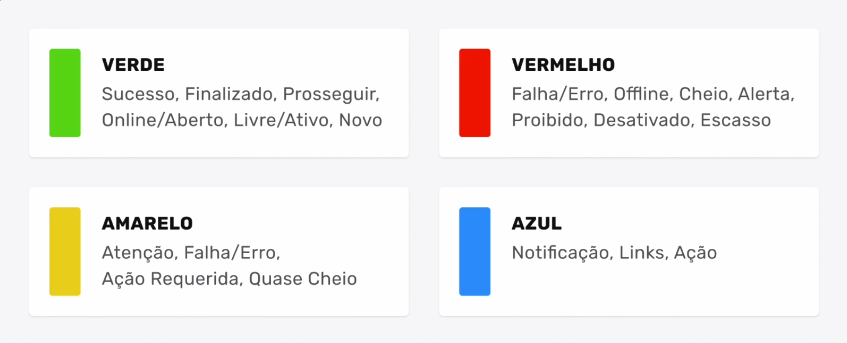 VERDE
Sucesso, Finalizado, Prosseguir,
Online/Aberto, Livre/Ativo, Novo
VERMELHO
Falha/Erro, Offline, Cheio, Alerta,
Proibido, Desativado, Escasso
AMARELO
Atenção, Falha/Erro,
Ação Requerida, Quase Cheio
AZUL
Notificação, Links, Ação